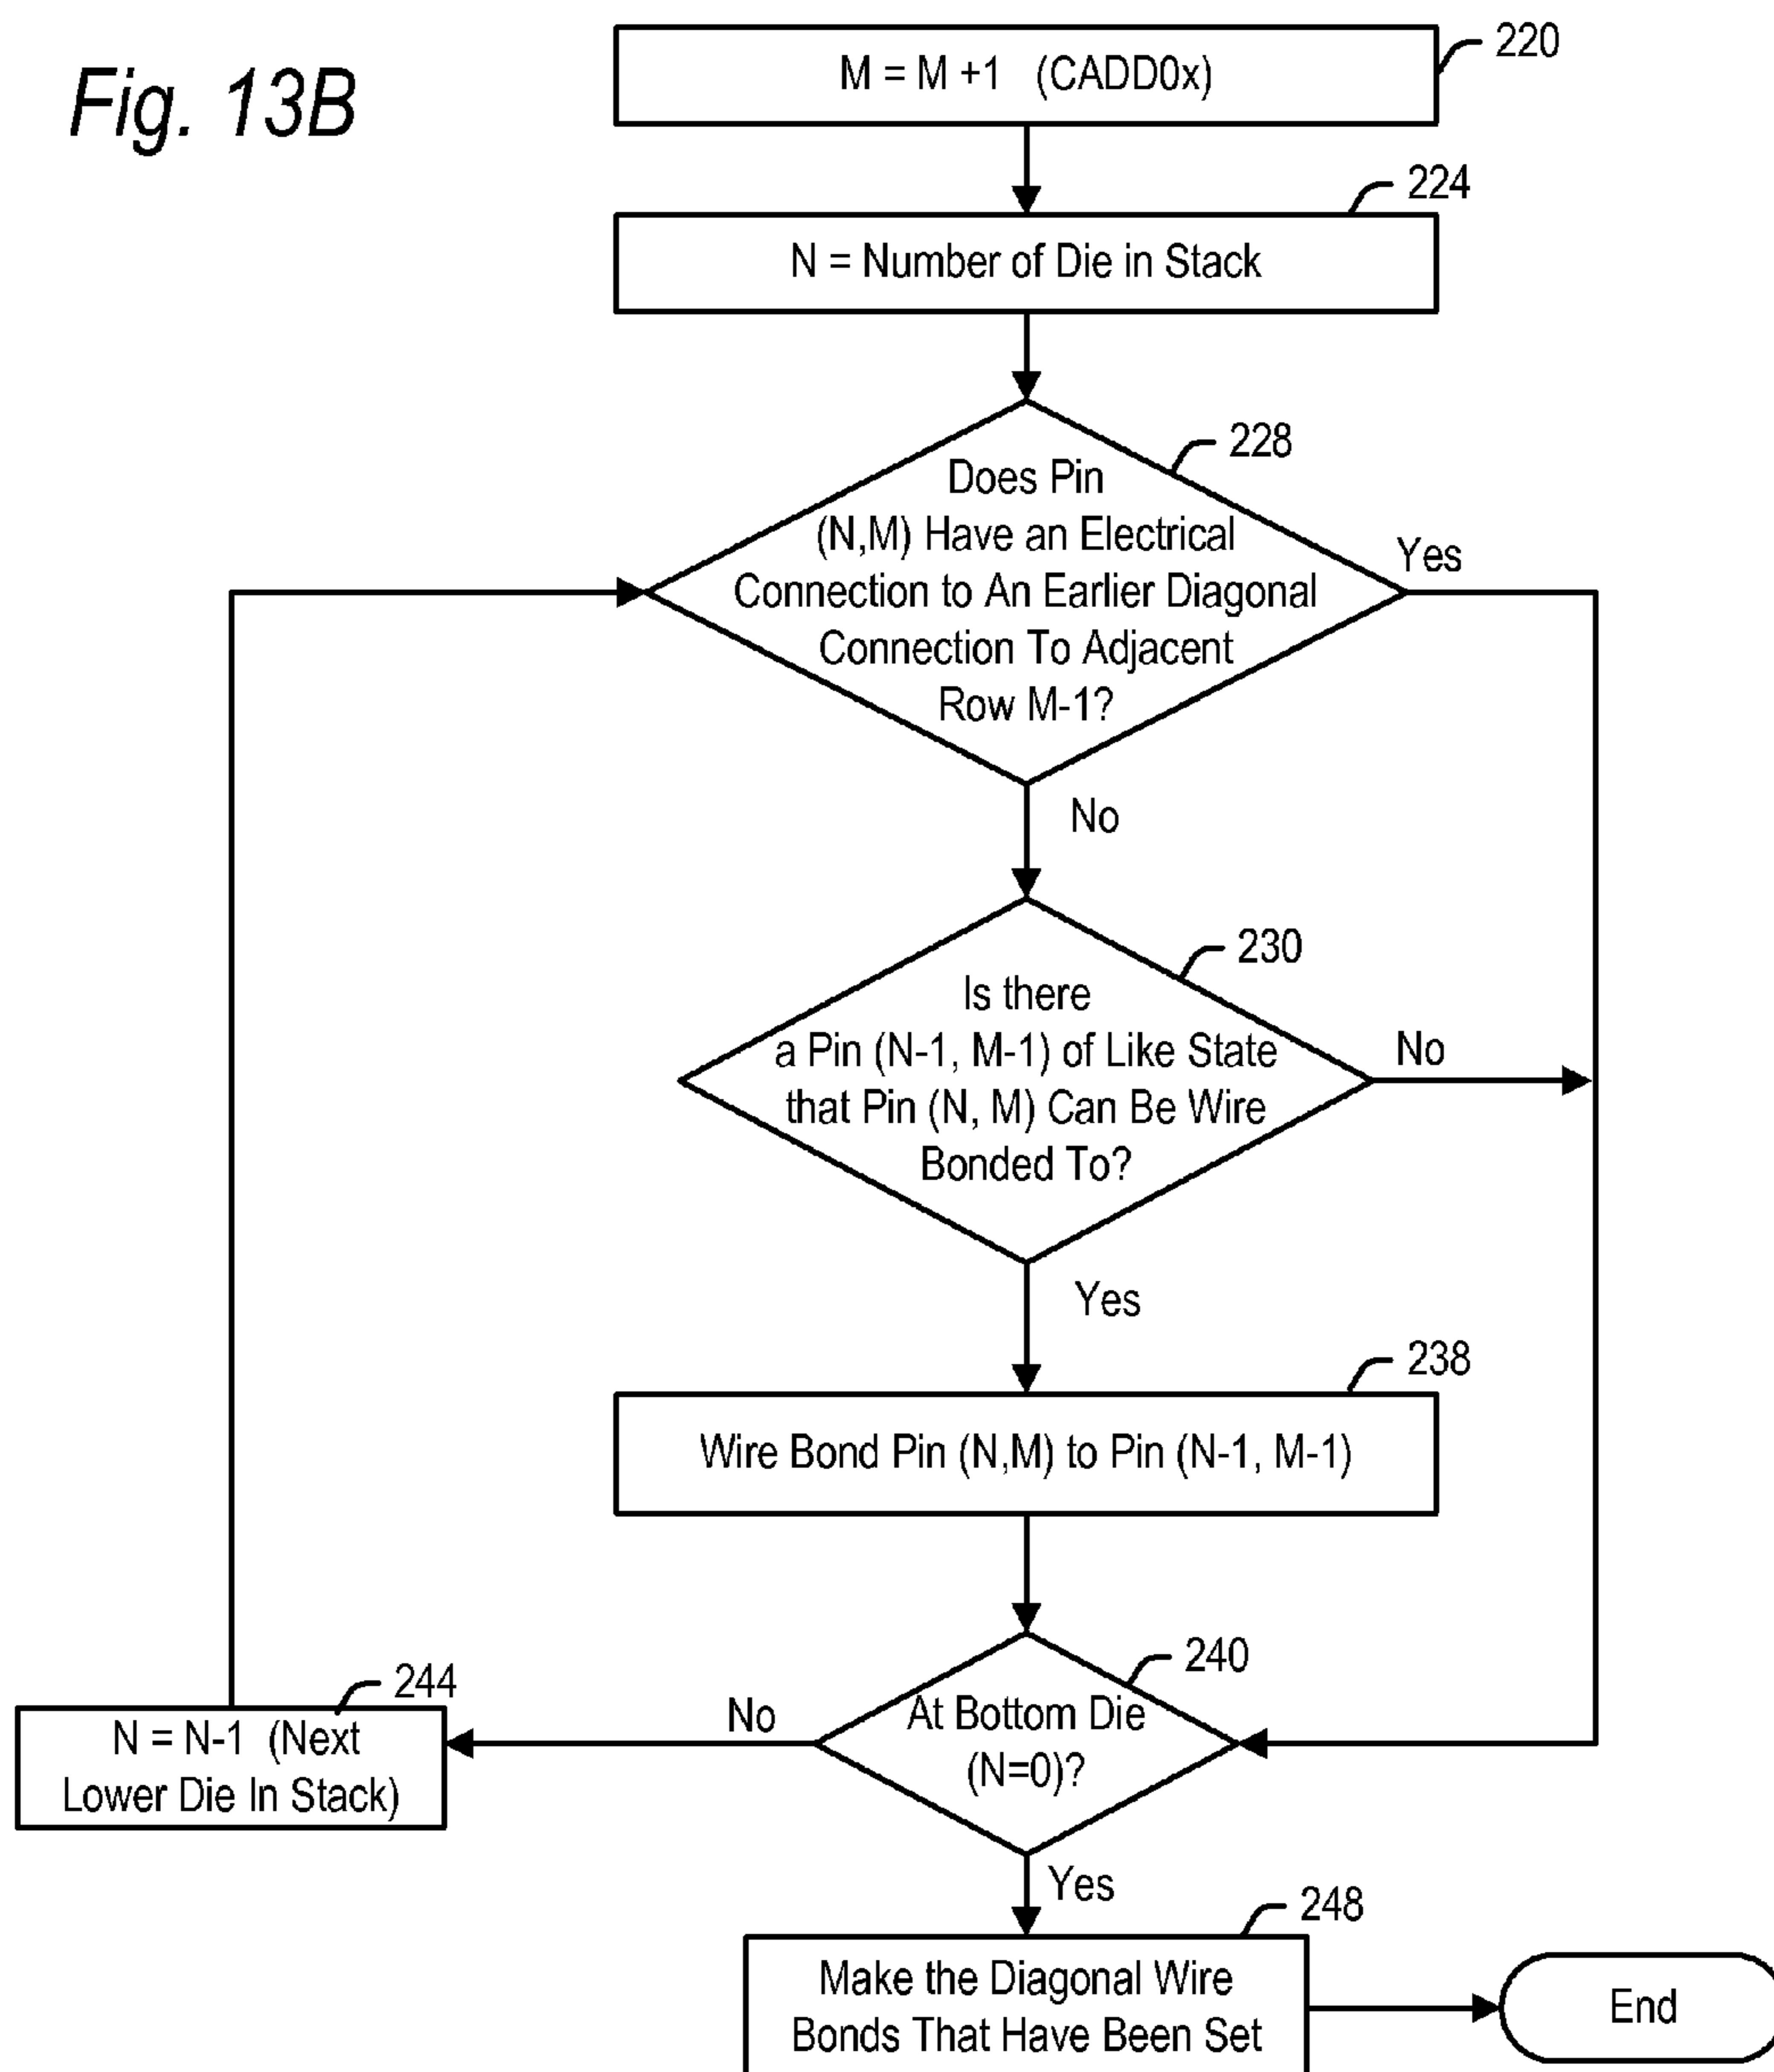 Fig. 13B
M = M +1 (CADD0x)
220
224
N = Number of Die in Stack
228
Does Pin
(N,M) Have an Electrical
Connection to An Earlier Diagonal
Connection To Adjacent
Row M-1?
Yes
No
230
Is there
a Pin (N-1, M-1) of Like State
that Pin (N, M) Can Be Wire
Bonded To?
No
Yes
238
Wire Bond Pin (N,M) to Pin (N-1, M-1)
240
At Bottom Die
(N=0)?
No
244
N = N-1 (Next
Lower Die In Stack)
Yes
248
Make the Diagonal Wire
Bonds That Have Been Set
End